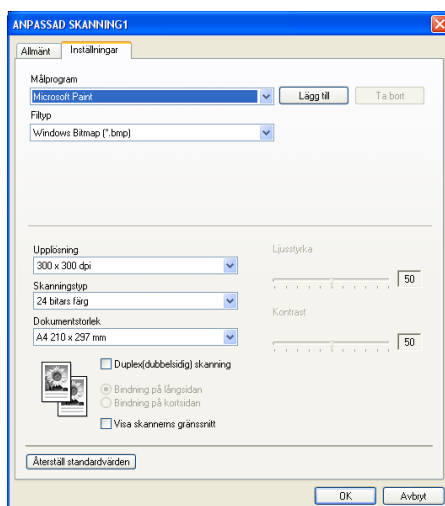 ANPASSAD SKANNING1
Allmänt Inställningar
Målprogram
Microsoft Paint Lägg till Ta bort
Filtyp
Windows Bitmap (*.bmp)
Upplösning Ljusstyrka
300 x 300 dpi 50
Skanningstyp
24 bitars färg Kontrast
Dokumentstorlek
A4 210 x 297 mm 50
Duplex(dubbelsidig) skanning
Bindning på långsidan
Bindning på kortsidan
Visa skannerns gränssnitt
Återställ standardvärden
OK Avbryt